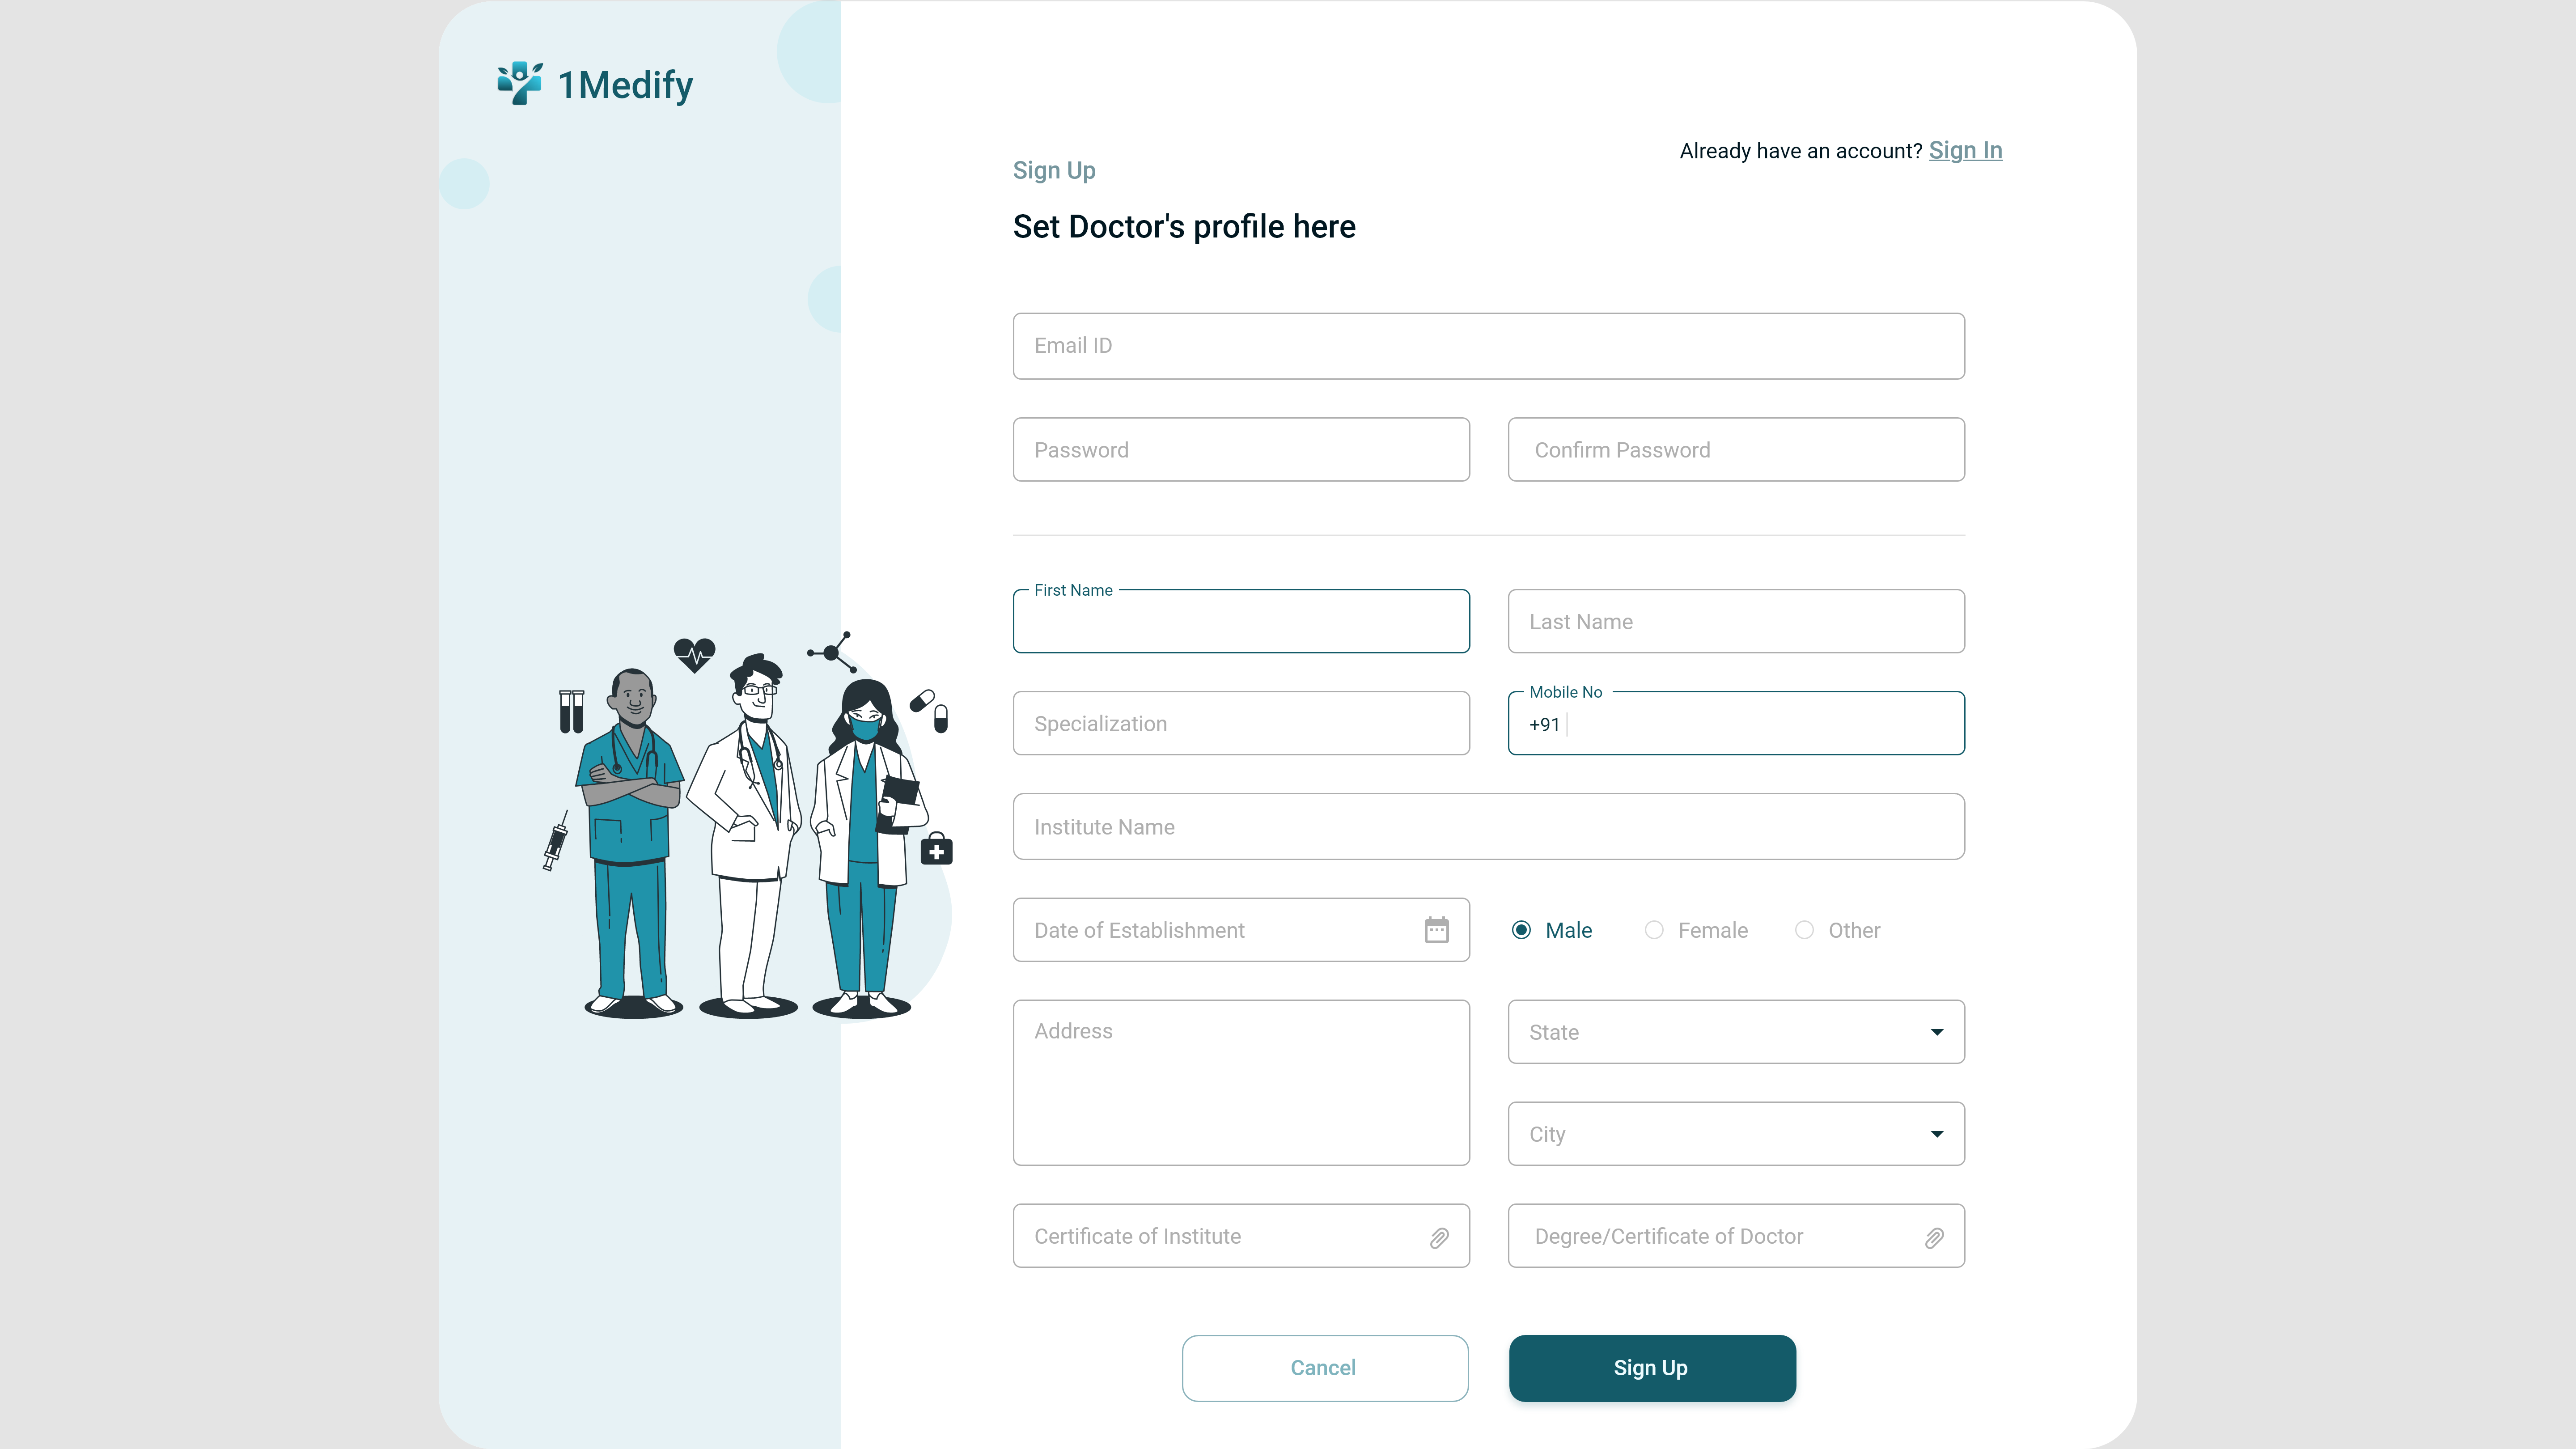 1Medify
Already have an account? Sign In
Sign Up
Set Doctor's profile here
Email ID
Password
Confirm Password
First Name
Last Name
Specialization
Mobile No
+91
Institute Name
Date of Establishment
Male
Female
Other
Address
State
City
Certificate of Institute
Degree/Certificate of Doctor
Cancel
Sign Up